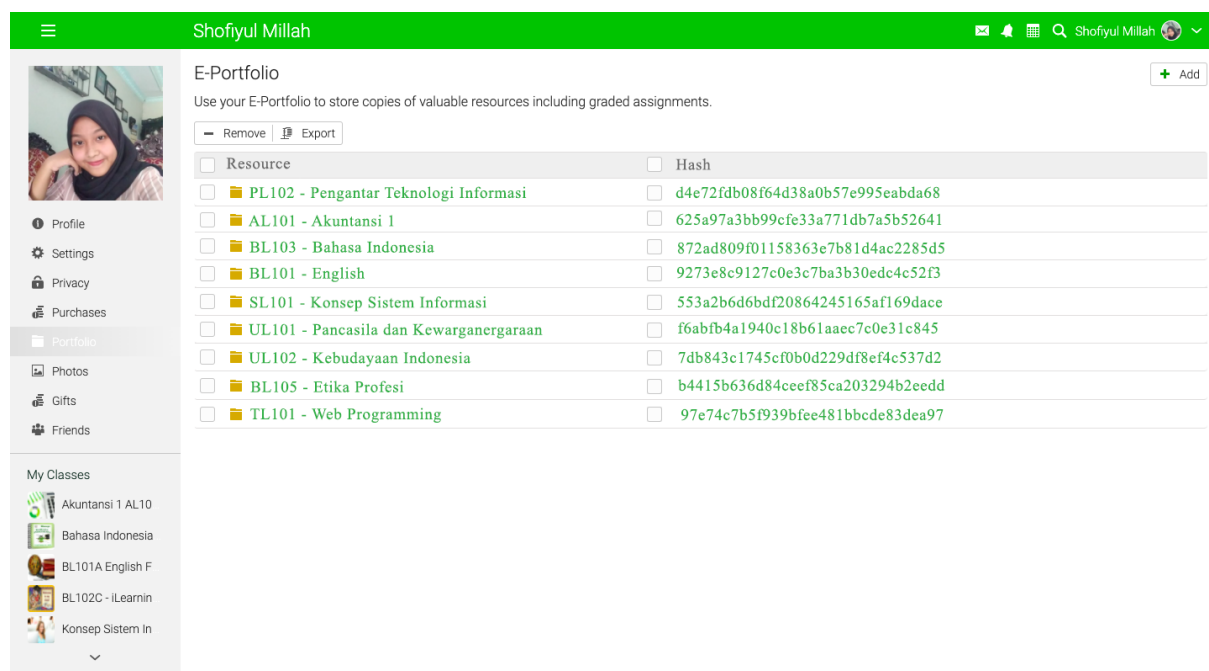 Shofiyul Millah
Shofiyul Millah
E-Portfolio
+ Add
Use your E-Portfolio to store copies of valuable resources including graded assignments.
Remove Export
Resource Hash
PL102 - Pengantar Teknologi Informasi d4e72fdb08f64d38a0b57e995eabda68
AL101 - Akuntansi 1 625a97a3bb99cfe33a771db7a5b52641
BL103 - Bahasa Indonesia 872ad809f01158363e7b81d4ac2285d5
BL101 - English 9273e8c9127c0e3c7ba3b30edc4c52f3
SL101 - Konsep Sistem Informasi 553a2b6d6bdf20864245165af169dace
UL101 - Pancasila dan Kewarganergaraan f6abfb4a1940c18b61aaec7c0e31c845
UL102 - Kebudayaan Indonesia 7db843c1745cf0b0d229df8ef4c537d2
BL105 - Etika Profesi b4415b636d84ceef85ca203294b2eedd
TL101 - Web Programming 97e74c7b5f939bfee481bbcde83dea97
Profile
Settings
Privacy
Purchases
Portfolio
Photos
Gifts
Friends
My Classes
Akuntansi 1 AL10
Bahasa Indonesia
BL101A English F
BL102C - iLearnin
Konsep Sistem In